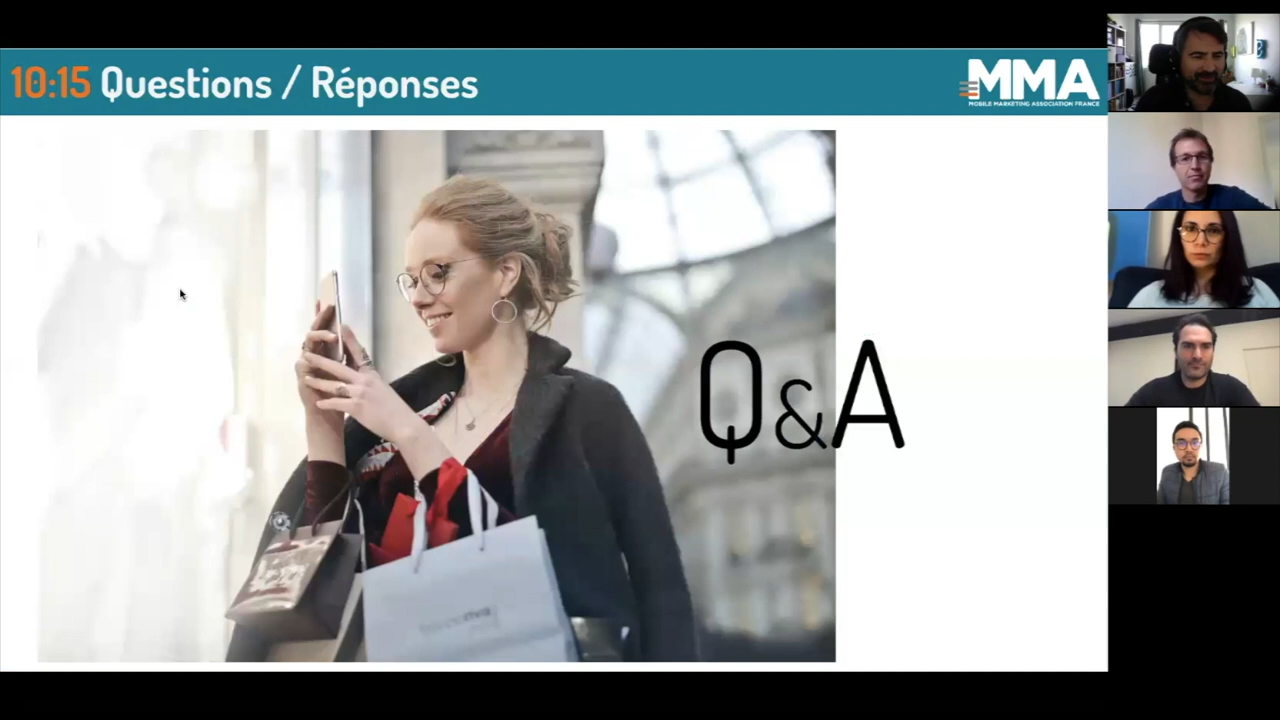 10:15 Questions / Réponses
MMA
MOBILE MARKETING ASSOCIATION FRANCE
Q&A